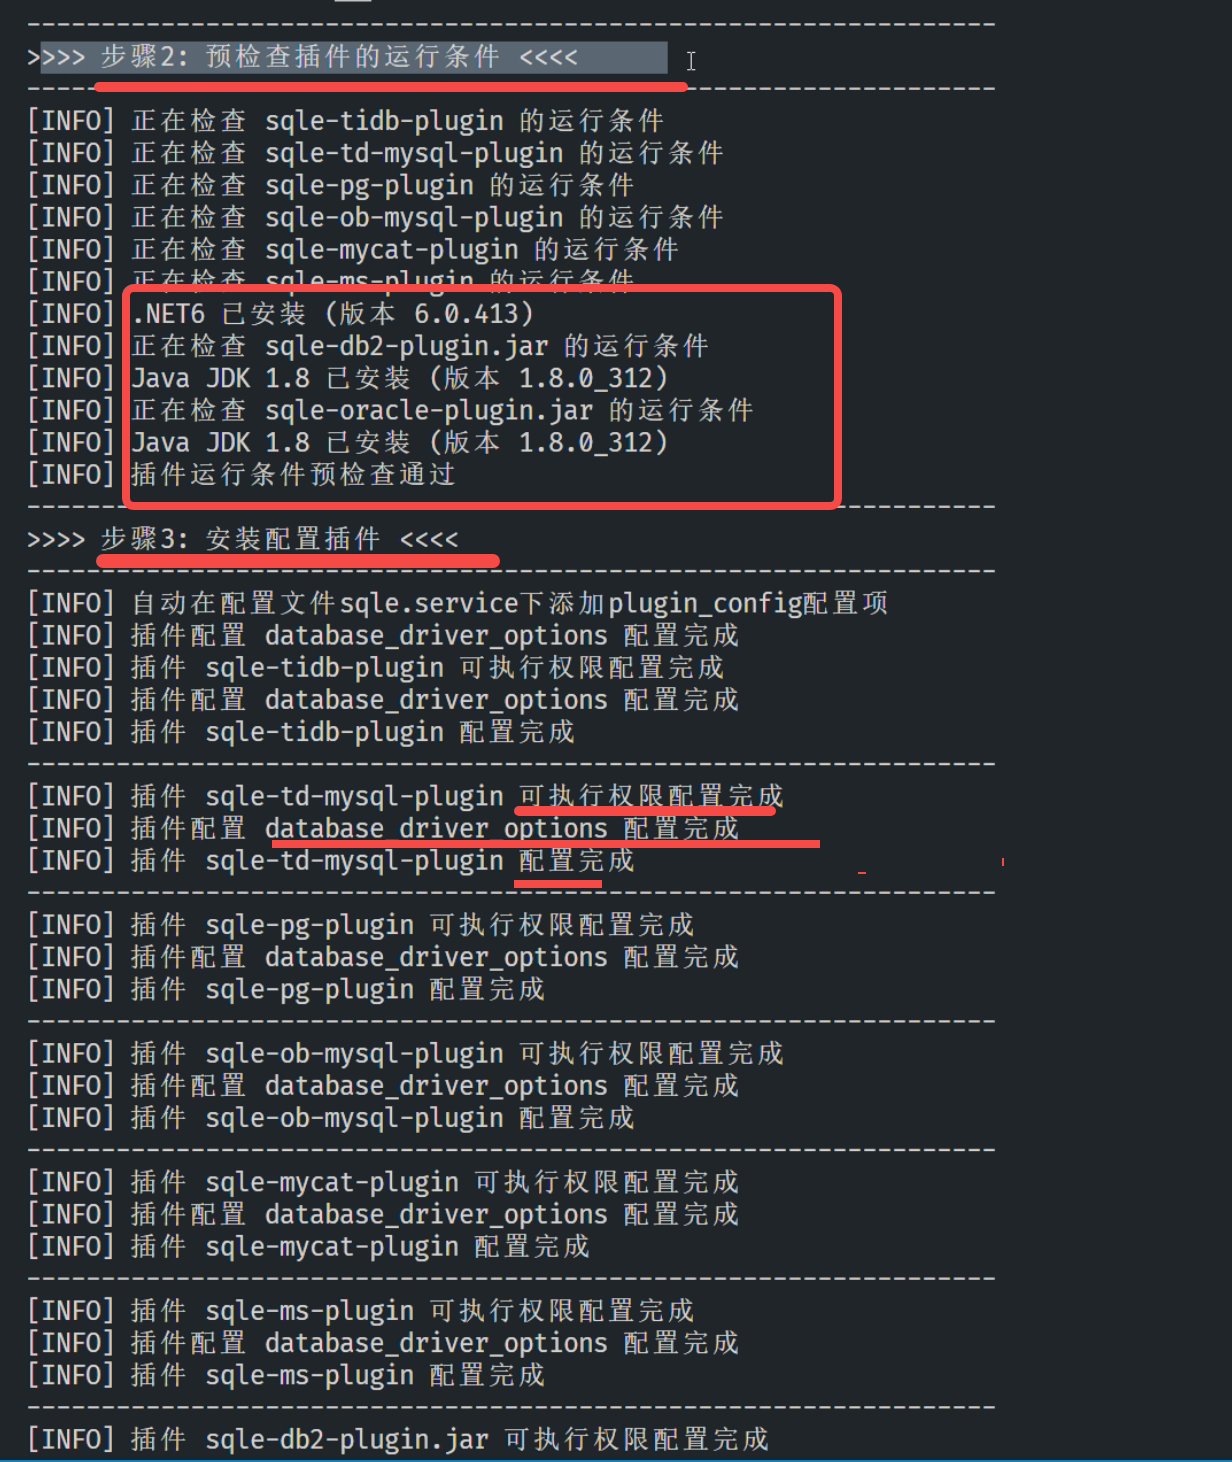 ----------------------------------------------------------------
>>>> 步骤2: 预检查插件的运行条件 <<<<
----------------------------------------------------------------
[INFO] 正在检查 sqle-tidb-plugin 的运行条件
[INFO] 正在检查 sqle-td-mysql-plugin 的运行条件
[INFO] 正在检查 sqle-pg-plugin 的运行条件
[INFO] 正在检查 sqle-ob-mysql-plugin 的运行条件
[INFO] 正在检查 sqle-mycat-plugin 的运行条件
[INFO] 正在检查 sqle-ms-plugin 的运行条件
[INFO] .NET6 已安装 (版本 6.0.413)
[INFO] 正在检查 sqle-db2-plugin.jar 的运行条件
[INFO] Java JDK 1.8 已安装 (版本 1.8.0_312)
[INFO] 正在检查 sqle-oracle-plugin.jar 的运行条件
[INFO] Java JDK 1.8 已安装 (版本 1.8.0_312)
[INFO] 插件运行条件预检查通过
----------------------------------------------------------------
>>>> 步骤3: 安装配置插件 <<<<
----------------------------------------------------------------
[INFO] 自动在配置文件sqle.service下添加plugin_config配置项
[INFO] 插件配置 database_driver_options 配置完成
[INFO] 插件 sqle-tidb-plugin 可执行权限配置完成
[INFO] 插件配置 database_driver_options 配置完成
[INFO] 插件 sqle-tidb-plugin 配置完成
----------------------------------------------------------------
[INFO] 插件 sqle-td-mysql-plugin 可执行权限配置完成
[INFO] 插件配置 database_driver_options 配置完成
[INFO] 插件 sqle-td-mysql-plugin 配置完成
----------------------------------------------------------------
[INFO] 插件 sqle-pg-plugin 可执行权限配置完成
[INFO] 插件配置 database_driver_options 配置完成
[INFO] 插件 sqle-pg-plugin 配置完成
----------------------------------------------------------------
[INFO] 插件 sqle-ob-mysql-plugin 可执行权限配置完成
[INFO] 插件配置 database_driver_options 配置完成
[INFO] 插件 sqle-ob-mysql-plugin 配置完成
----------------------------------------------------------------
[INFO] 插件 sqle-mycat-plugin 可执行权限配置完成
[INFO] 插件配置 database_driver_options 配置完成
[INFO] 插件 sqle-mycat-plugin 配置完成
----------------------------------------------------------------
[INFO] 插件 sqle-ms-plugin 可执行权限配置完成
[INFO] 插件配置 database_driver_options 配置完成
[INFO] 插件 sqle-ms-plugin 配置完成
----------------------------------------------------------------
[INFO] 插件 sqle-db2-plugin.jar 可执行权限配置完成